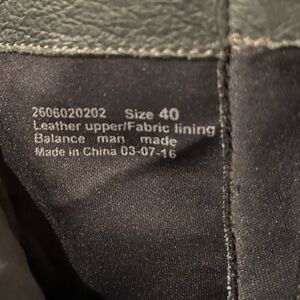 2606020202 Size 40
Leather upper/Fabric lining
Balance man made
Made in China 03-07-16